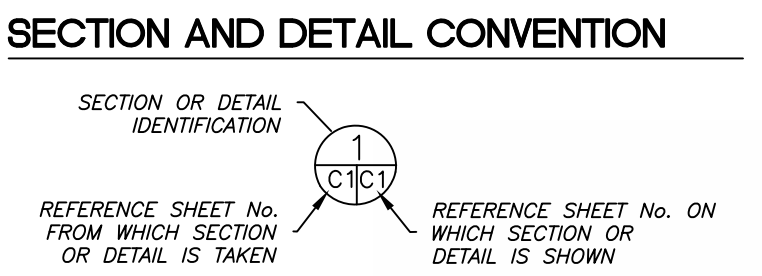 SECTION AND DETAIL CONVENTION
SECTION OR DETAIL
IDENTIFICATION
1
C1 C1
REFERENCE SHEET No.
FROM WHICH SECTION
OR DETAIL IS TAKEN
REFERENCE SHEET No. ON
WHICH SECTION OR
DETAIL IS SHOWN